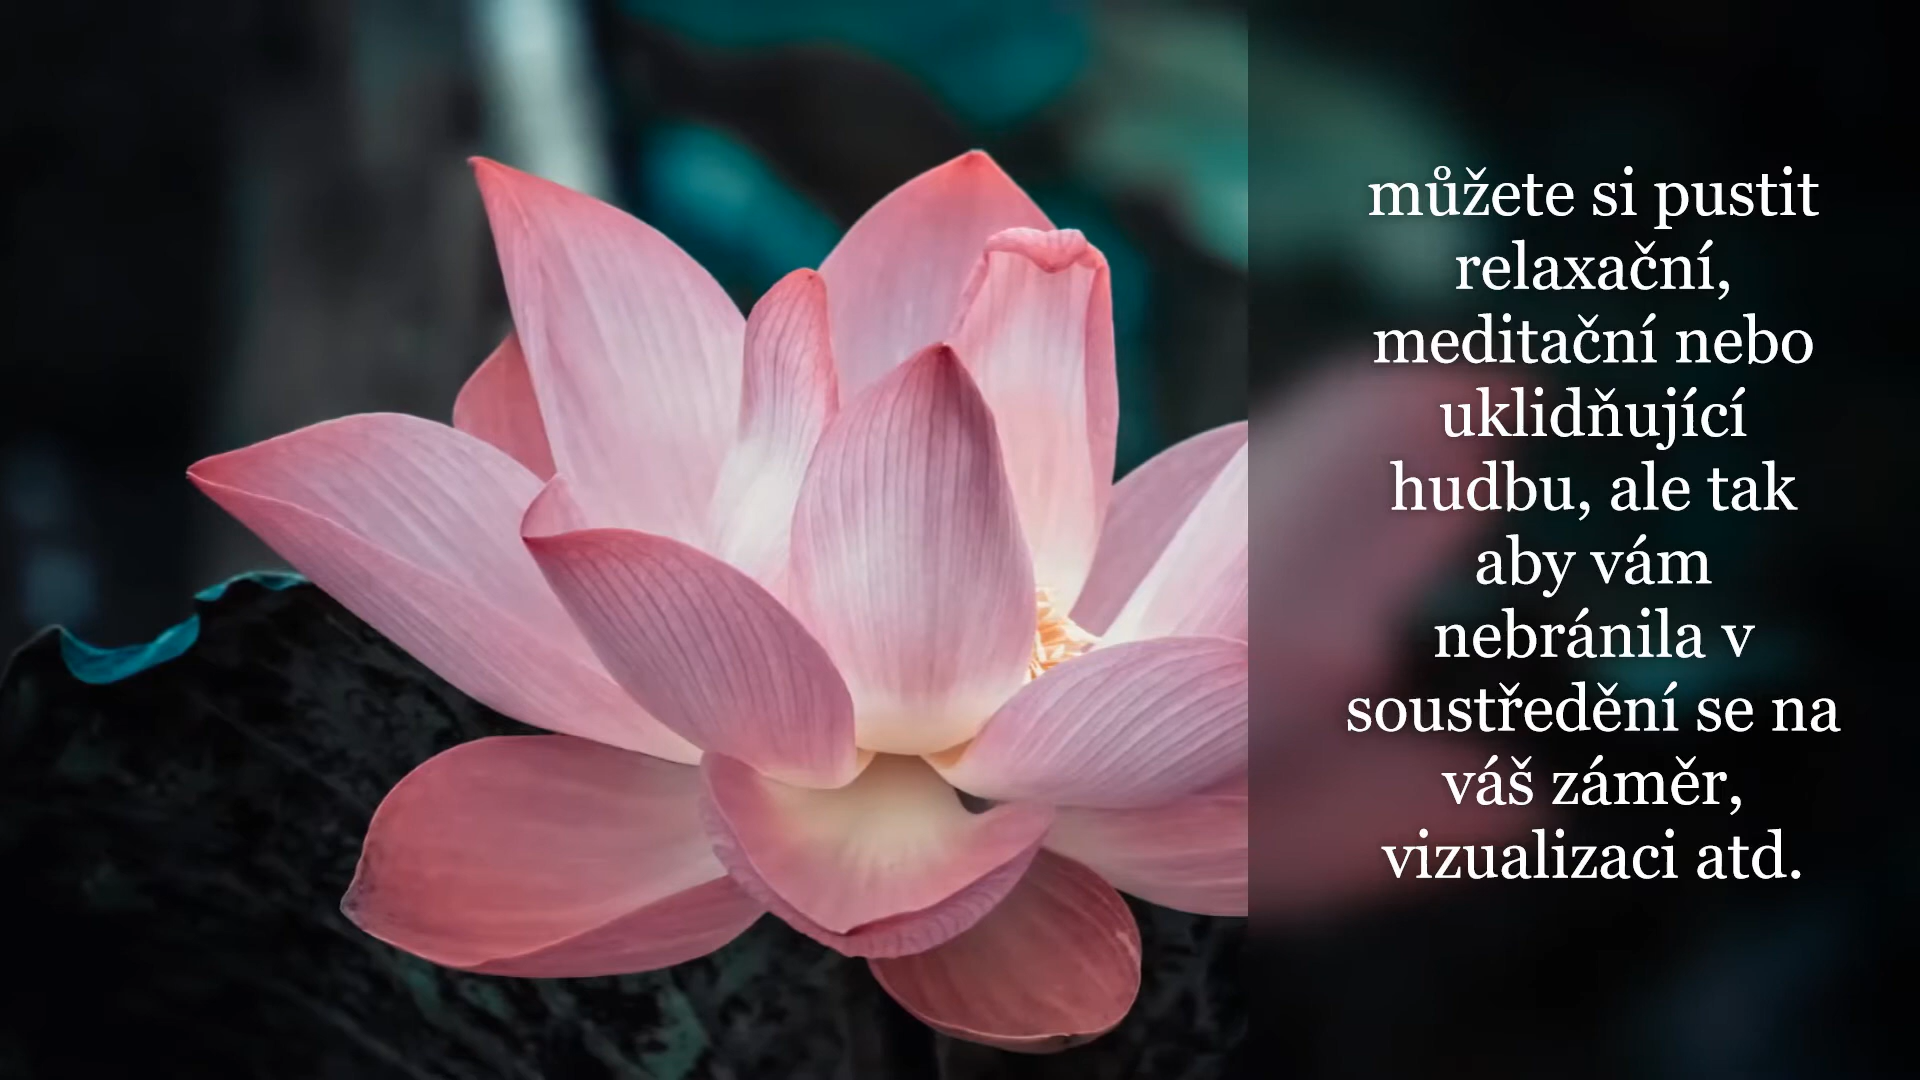 můžete si pustit
relaxační,
meditační nebo
uklidňující
hudbu, ale tak
aby vám
nebránila v
soustředění se na
váš záměr,
vizualizaci atd.